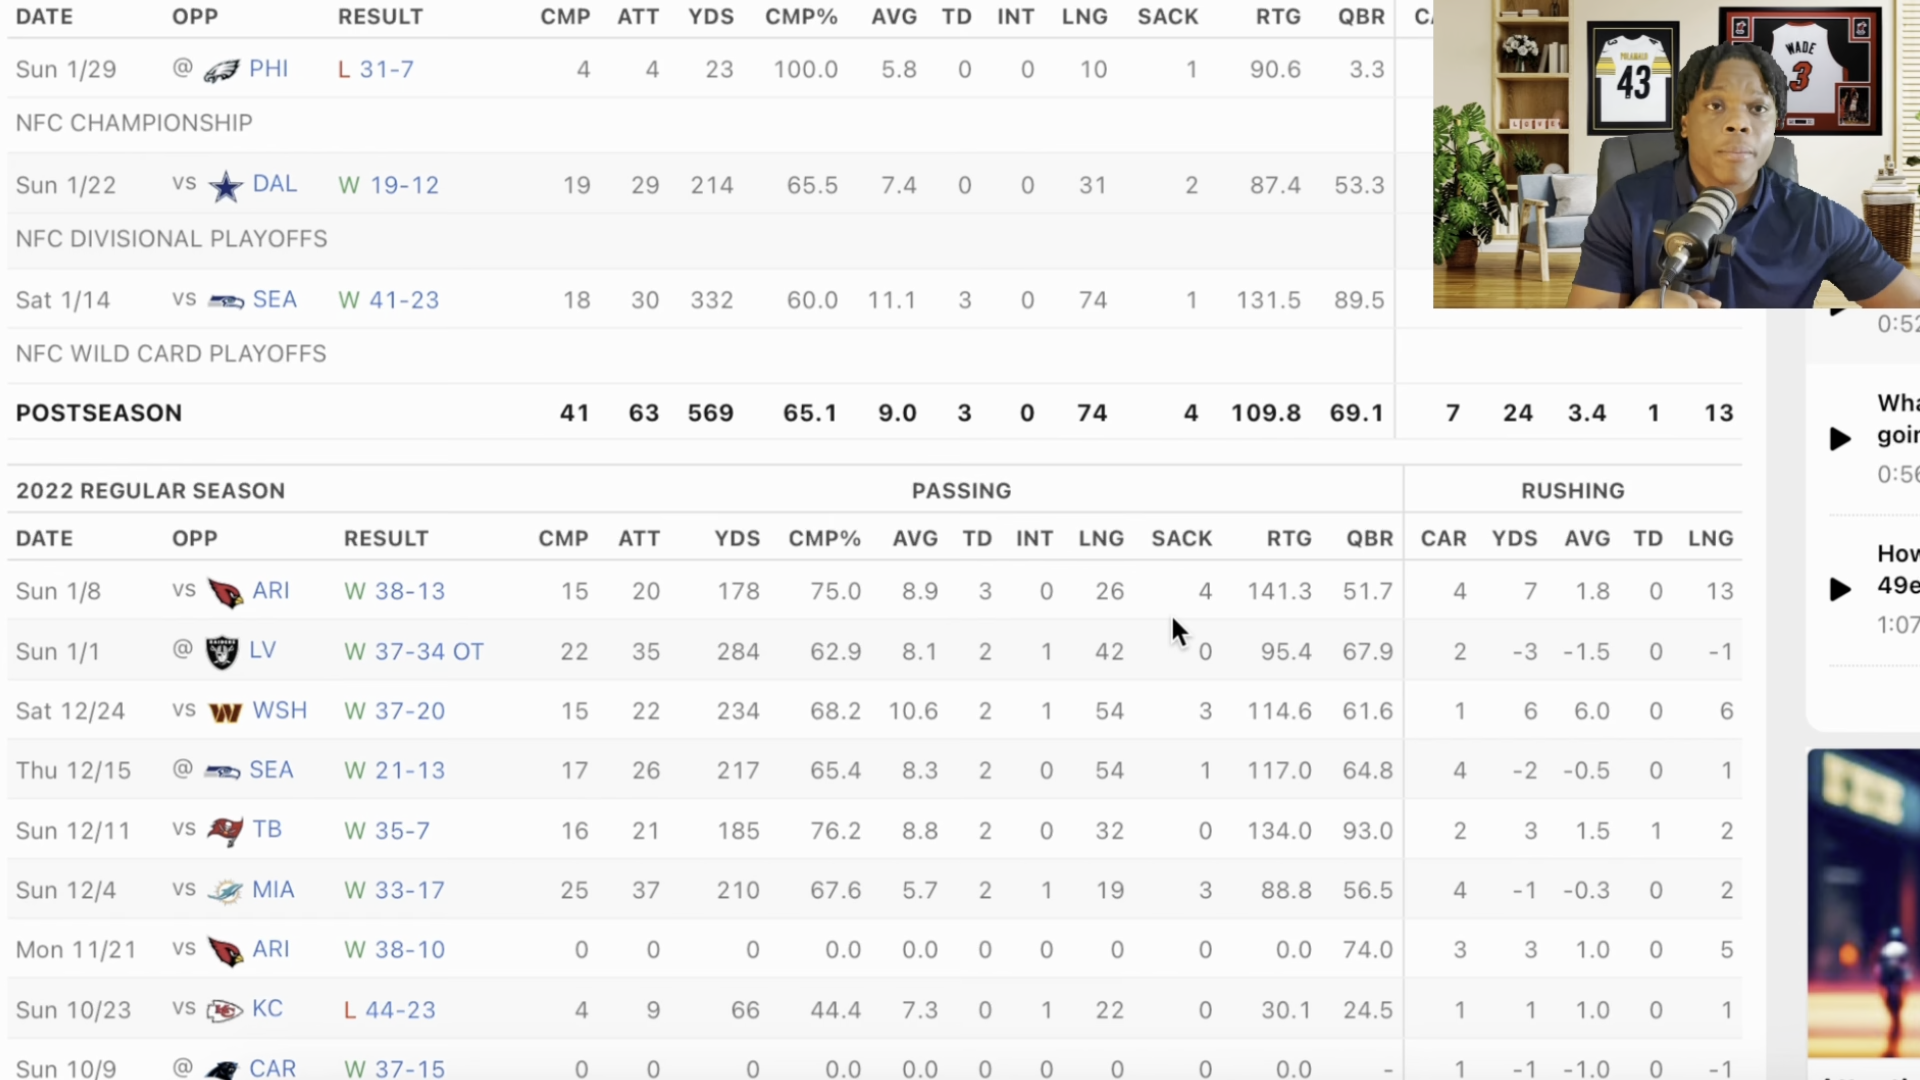 DATE OPP RESULT CMP ATT YDS CMP% AVG TD INT LNG SACK RTG QBR
Sun 1/29 @ PHI L 31-7 4 4 23 100.0 5.8 0 0 10 1 90.6 3.3
NFC CHAMPIONSHIP
Sun 1/22 vs DAL W 19-12 19 29 214 65.5 7.4 0 0 31 2 87.4 53.3
NFC DIVISIONAL PLAYOFFS
Sat 1/14 vs SEA W 41-23 18 30 332 60.0 11.1 3 0 74 1 131.5 89.5
NFC WILD CARD PLAYOFFS
POSTSEASON 41 63 569 65.1 9.0 3 0 74 4 109.8 69.1 7 24 3.4 1 13
2022 REGULAR SEASON PASSING RUSHING
DATE OPP RESULT CMP ATT YDS CMP% AVG TD INT LNG SACK RTG QBR CAR YDS AVG TD LNG
Sun 1/8 vs ARI W 38-13 15 20 178 75.0 8.9 3 0 26 4 141.3 51.7 4 7 1.8 0 13
Sun 1/1 @ LV W 37-34 OT 22 35 284 62.9 8.1 2 1 42 0 95.4 67.9 2 -3 -1.5 0 -1
Sat 12/24 vs WSH W 37-20 15 22 234 68.2 10.6 2 1 54 3 114.6 61.6 1 6 6.0 0 6
Thu 12/15 @ SEA W 21-13 17 26 217 65.4 8.3 2 0 54 1 117.0 64.8 4 -2 -0.5 0 1
Sun 12/11 vs TB W 35-7 16 21 185 76.2 8.8 2 0 32 0 134.0 93.0 2 3 1.5 1 2
Sun 12/4 vs MIA W 33-17 25 37 210 67.6 5.7 2 1 19 3 88.8 56.5 4 -1 -0.3 0 2
Mon 11/21 vs ARI W 38-10 0 0 0 0.0 0.0 0 0 0 0 0.0 74.0 3 3 1.0 0 5
Sun 10/23 vs KC L 44-23 4 9 66 44.4 7.3 0 1 22 0 30.1 24.5 1 1 1.0 0 1
Sun 10/9 @ CAR W 37-15 0 0 0 0.0 0.0 0 0 0 0 0.0 - 1 -1 -1.0 0 -1
43
WADE
3
LOVE
0:52
goin
0:56
How
49e
1:07